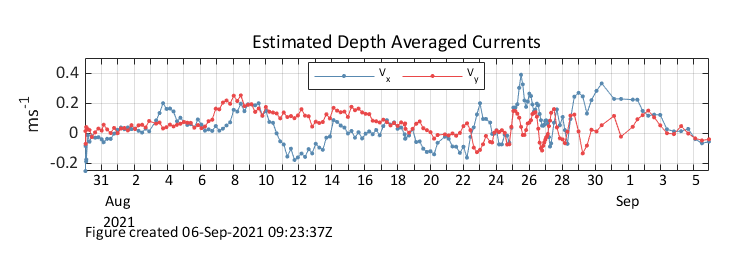 Estimated Depth Averaged Currents
Vx Vy
ms-1
0.4
0.2
0
-0.2
31 2 4 6 8 10 12 14 16 18 20 22 24 26 28 30 1 3 5
Aug Sep
2021
Figure created 06-Sep-2021 09:23:37Z